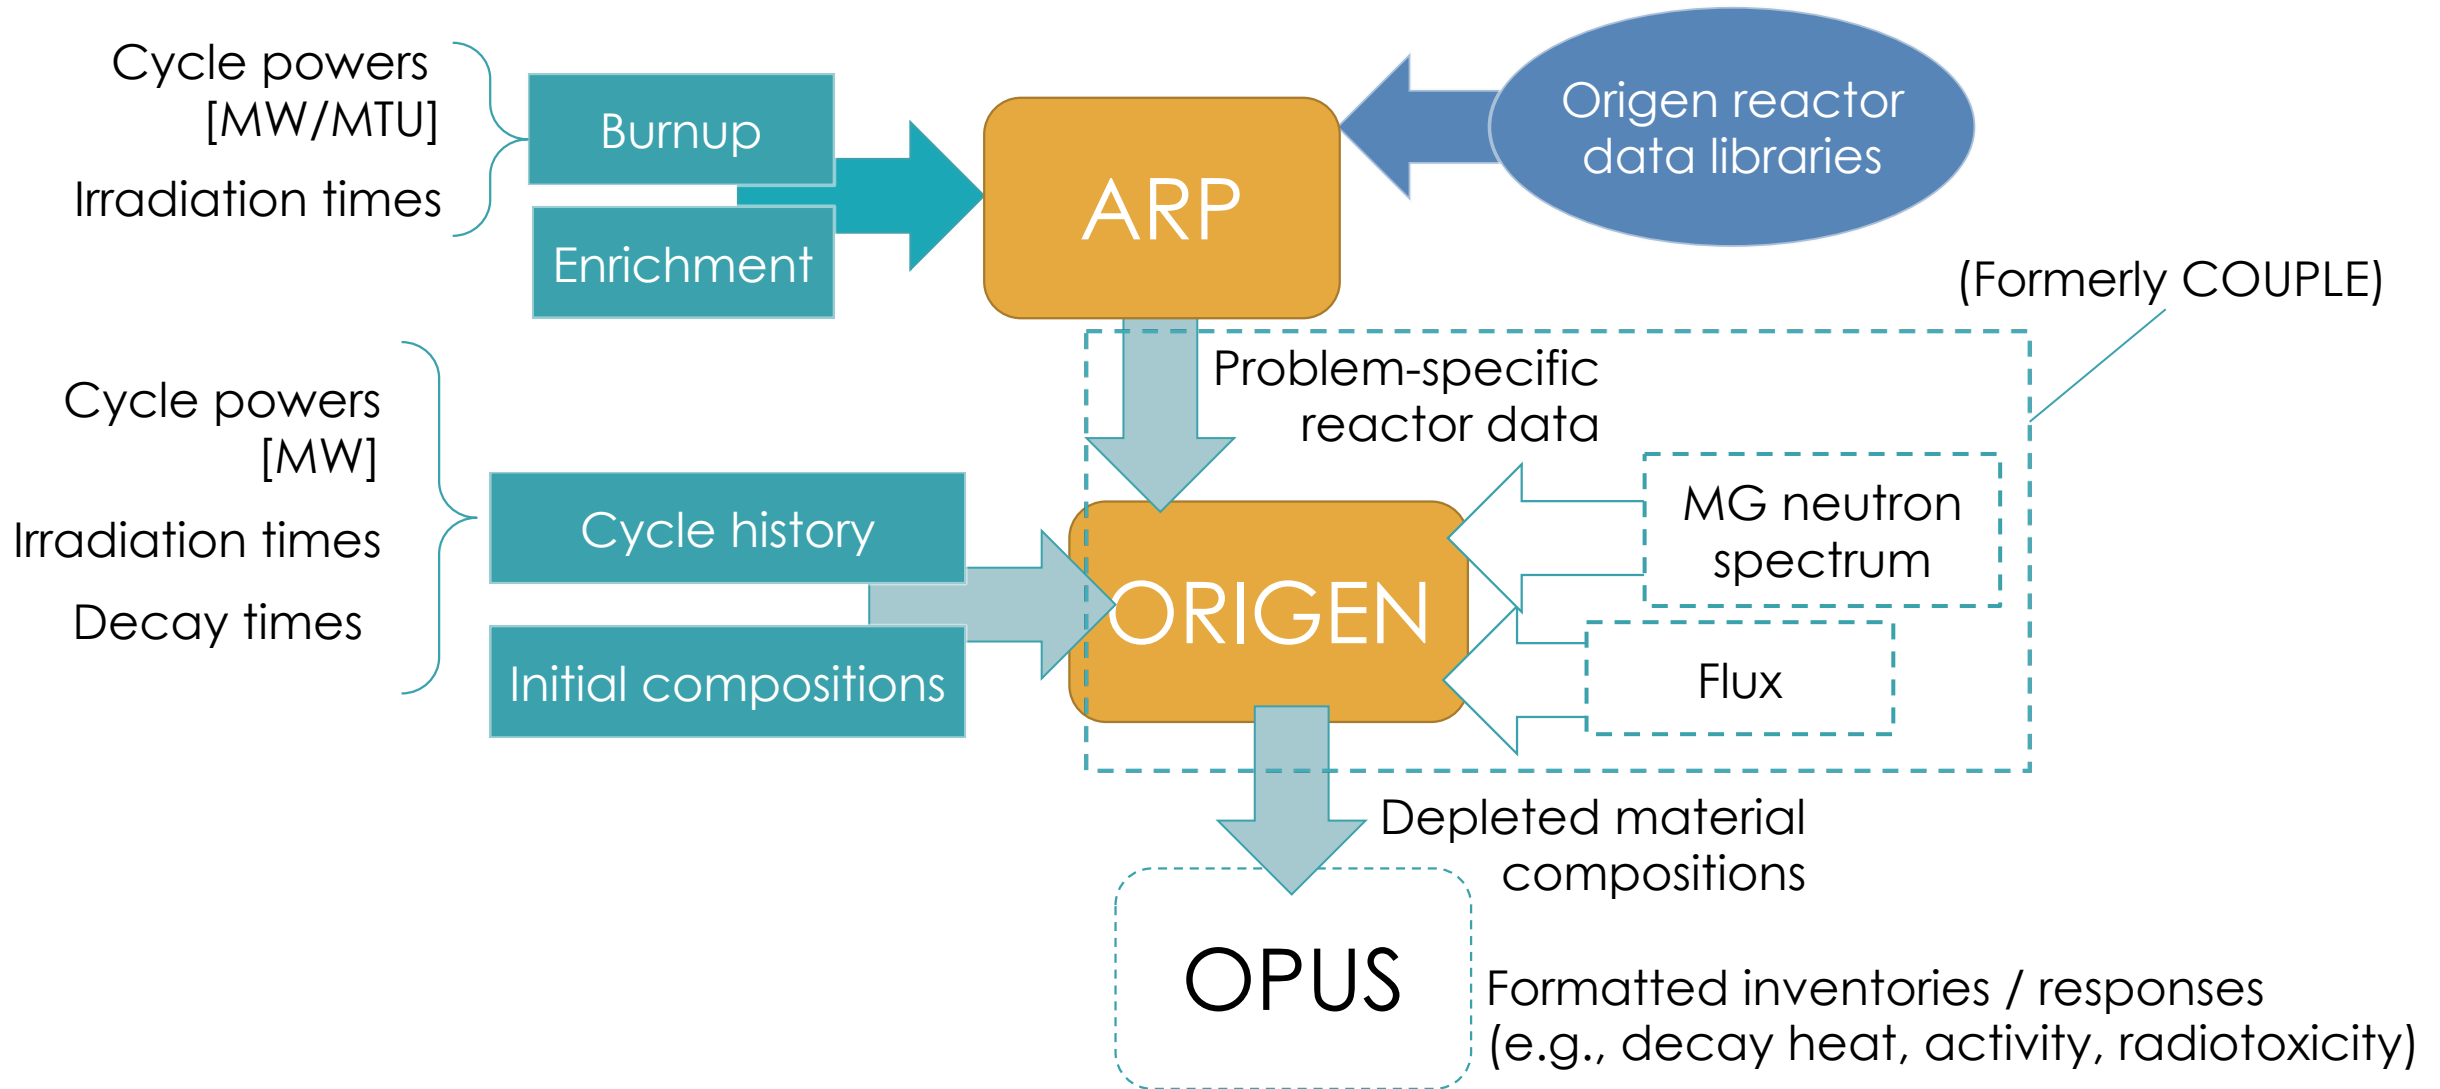 Cycle powers
[MW/MTU]
Irradiation times
Burnup
Enrichment
ARP
Origen reactor
data libraries
(Formerly COUPLE)
Problem-specific
reactor data
Cycle powers
[MW]
Irradiation times
Decay times
Cycle history
Initial compositions
ORIGEN
MG neutron
spectrum
Flux
Depleted material
compositions
OPUS
Formatted inventories / responses
(e.g., decay heat, activity, radiotoxicity)